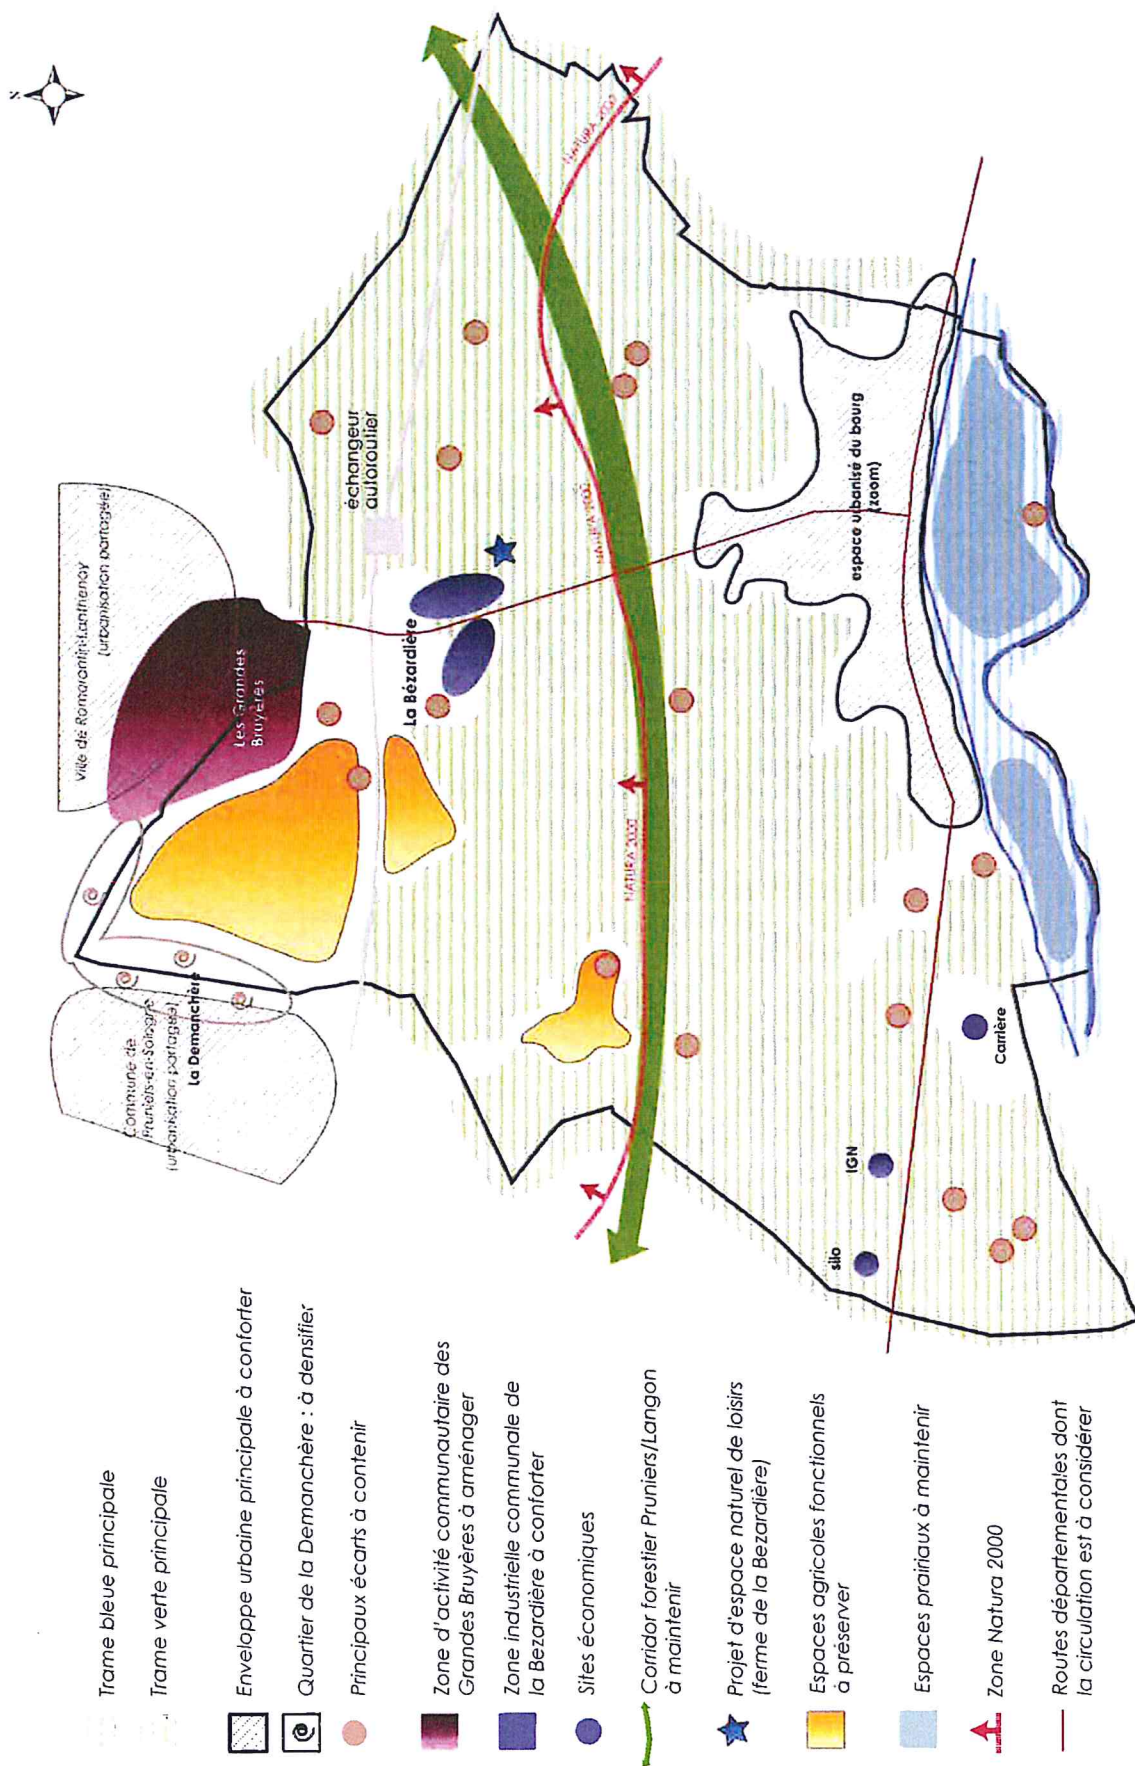 N
Ville de Romorantin-Lanthenay
(urbanisation partagée)
Les Grandes
Bruyères
Commune de
Pruniers-en-Sologne
(urbanisation partagée)
La Demanchère
échangeur
autoroutier
La Bézardière
NATURA 2000
NATURA 2000
NATURA 2000
espace urbanisé du bourg
(zoom)
silo
IGN
Carrière
Trame bleue principale
Trame verte principale
Enveloppe urbaine principale à conforter
Quartier de la Demanchère : à densifier
Principaux écarts à contenir
Zone d'activité communautaire des
Grandes Bruyères à aménager
Zone industrielle communale de
la Bezardière à conforter
Sites économiques
Corridor forestier Pruniers/Langon
à maintenir
Projet d'espace naturel de loisirs
(ferme de la Bezardière)
Espaces agricoles fonctionnels
à préserver
Espaces prairiaux à maintenir
Zone Natura 2000
Routes départementales dont
la circulation est à considérer